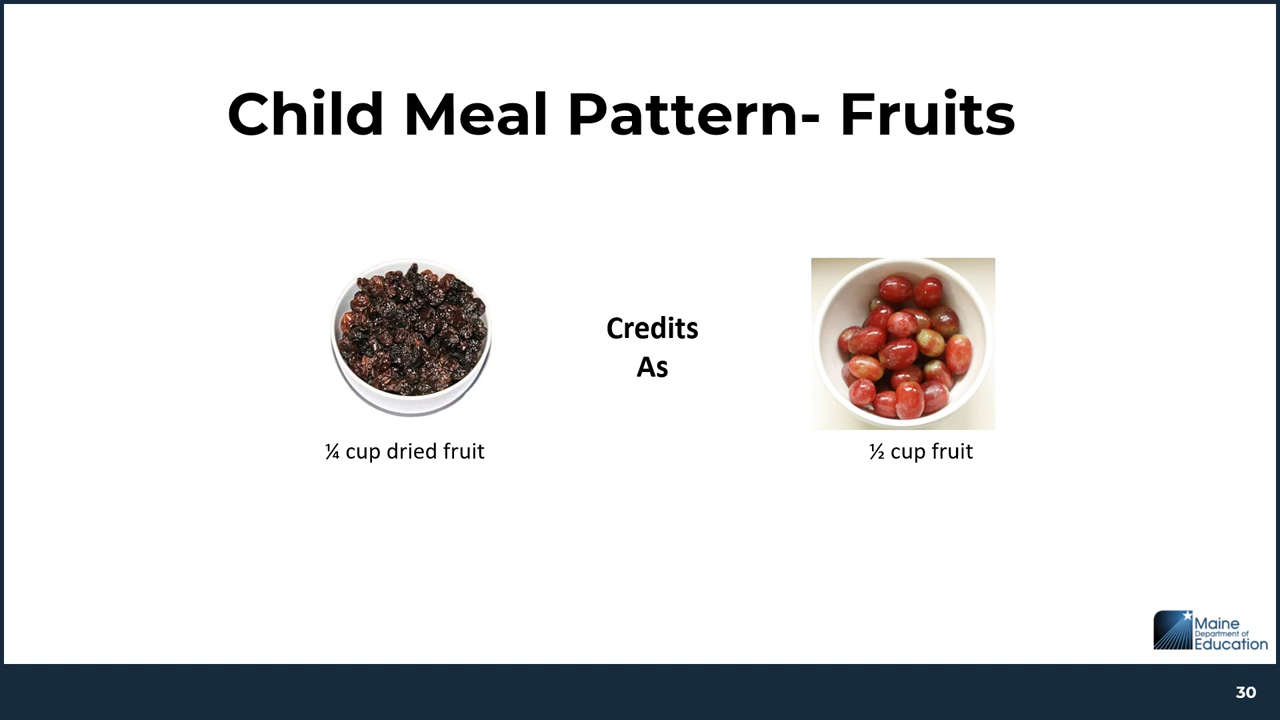 Child Meal Pattern- Fruits
Credits
As
¼ cup dried fruit
½ cup fruit
Maine
Department of
Education
30